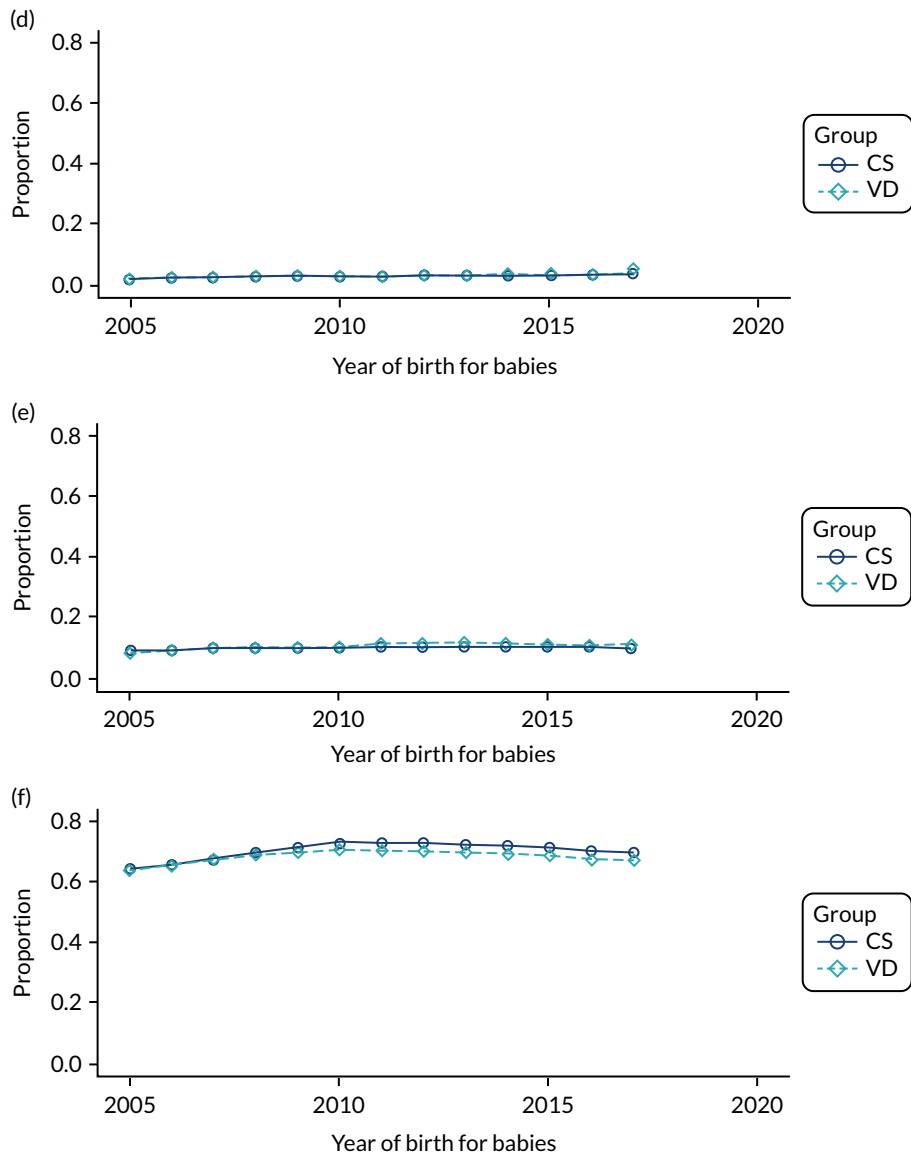 (d)
0.8
0.6
0.4
0.2
0.0
Proportion
2005 2010 2015 2020
Year of birth for babies
Group
CS
VD
(e)
0.8
0.6
0.4
0.2
0.0
Proportion
2005 2010 2015 2020
Year of birth for babies
Group
CS
VD
(f)
0.8
0.6
0.4
0.2
0.0
Proportion
2005 2010 2015 2020
Year of birth for babies
Group
CS
VD